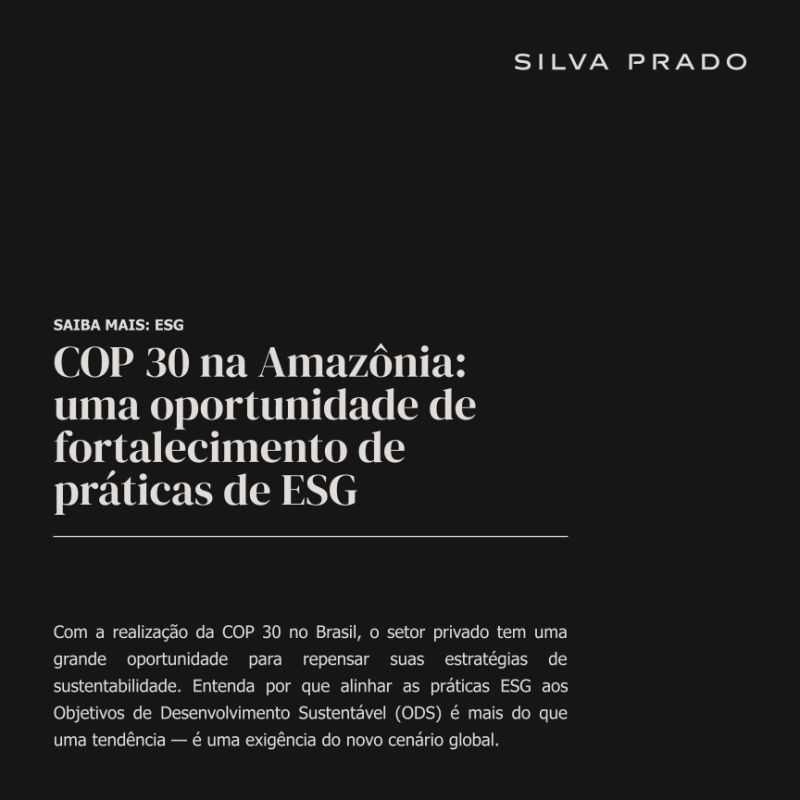 SILVA PRADO
SAIBA MAIS: ESG
COP 30 na Amazônia:
uma oportunidade de
fortalecimento de
práticas de ESG
Com a realização da COP 30 no Brasil, o setor privado tem uma
grande oportunidade para repensar suas estratégias de
sustentabilidade. Entenda por que alinhar as práticas ESG aos
Objetivos de Desenvolvimento Sustentável (ODS) é mais do que
uma tendência — é uma exigência do novo cenário global.